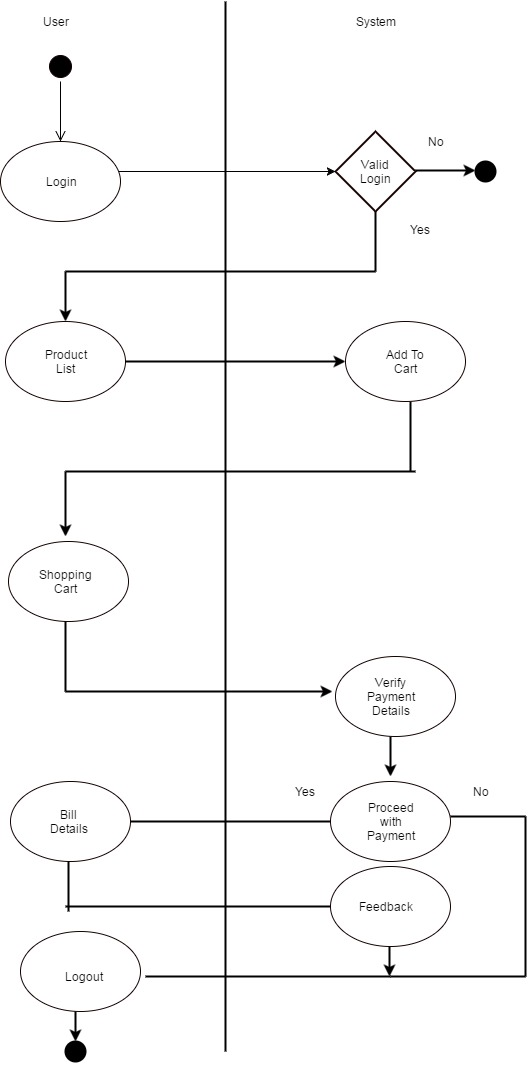 User
System
No
Valid
Login
Login
Yes
Product
List
Add To
Cart
Shopping
Cart
Verify
Payment
Details
Yes
No
Bill
Details
Proceed
with
Payment
Feedback
Logout